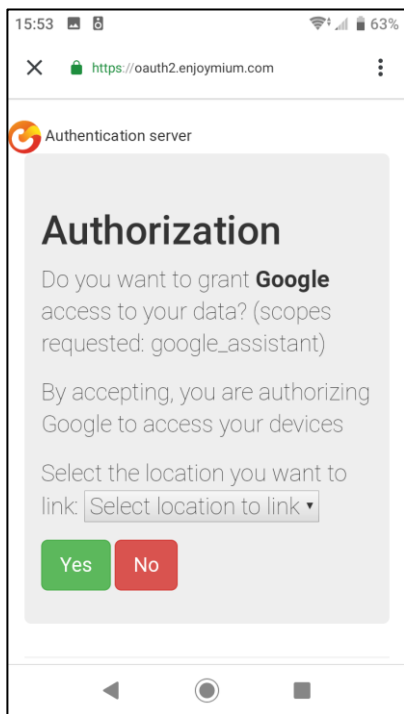 15:53 63%
https://oauth2.enjoymium.com
Authentication server
Authorization
Do you want to grant Google
access to your data? (scopes
requested: google_assistant)
By accepting, you are authorizing
Google to access your devices
Select the location you want to
link: Select location to link
Yes No